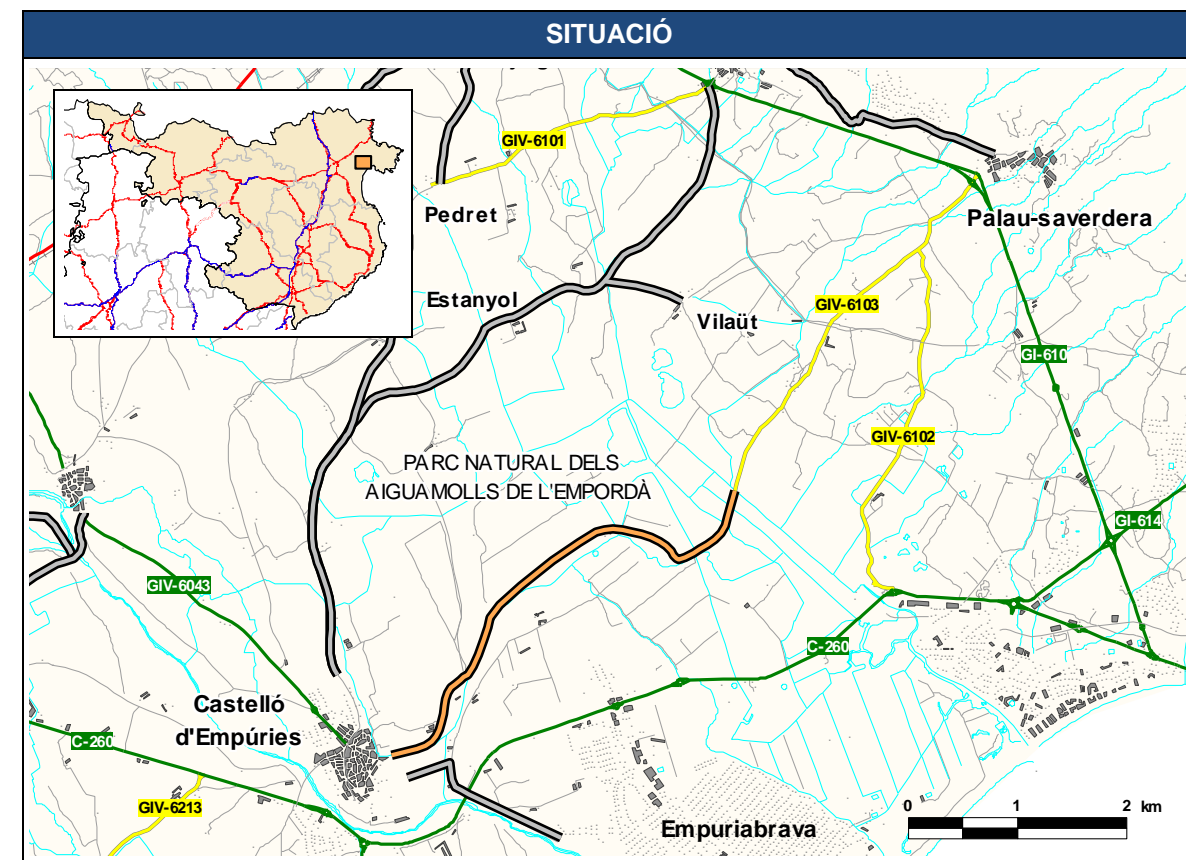 SITUACIÓ
GIV-6101
Pedret
Palau-saverdera
Estanyol
Vilaüt
GIV-6103
GI-610
GIV-6102
PARC NATURAL DELS
AIGUAMOLLS DE L'EMPORDÀ
GI-614
GIV-6043
C-260
Castelló
d'Empúries
C-260
GIV-6213
Empuriabrava
0 1 2 km